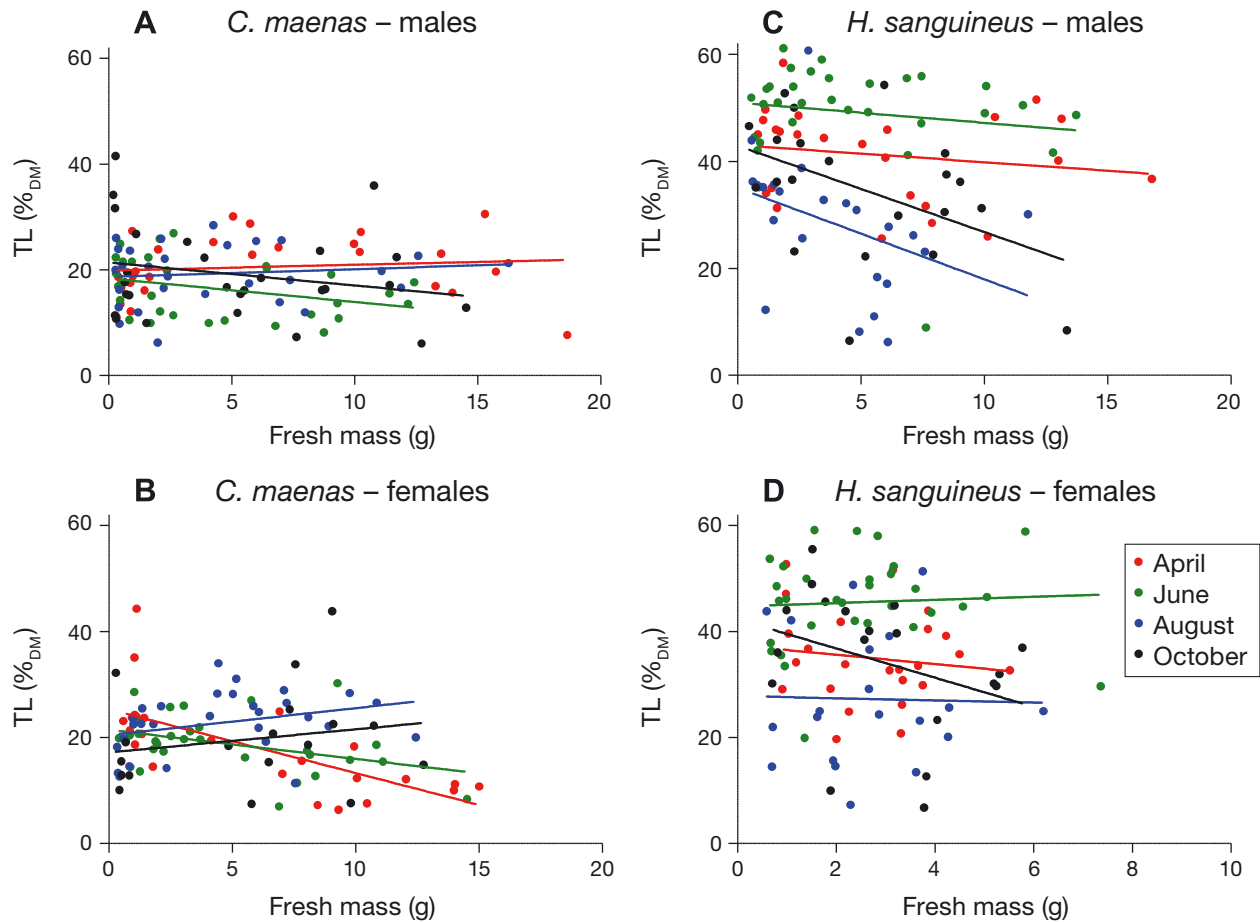 A C. maenas – males
60
40
20
0
TL (%DM)
0 5 10 15 20
Fresh mass (g)
C H. sanguineus – males
60
40
20
0
TL (%DM)
0 5 10 15 20
Fresh mass (g)
B C. maenas – females
60
40
20
0
TL (%DM)
0 5 10 15 20
Fresh mass (g)
D H. sanguineus – females
60
40
20
0
TL (%DM)
0 2 4 6 8 10
Fresh mass (g)
April
June
August
October